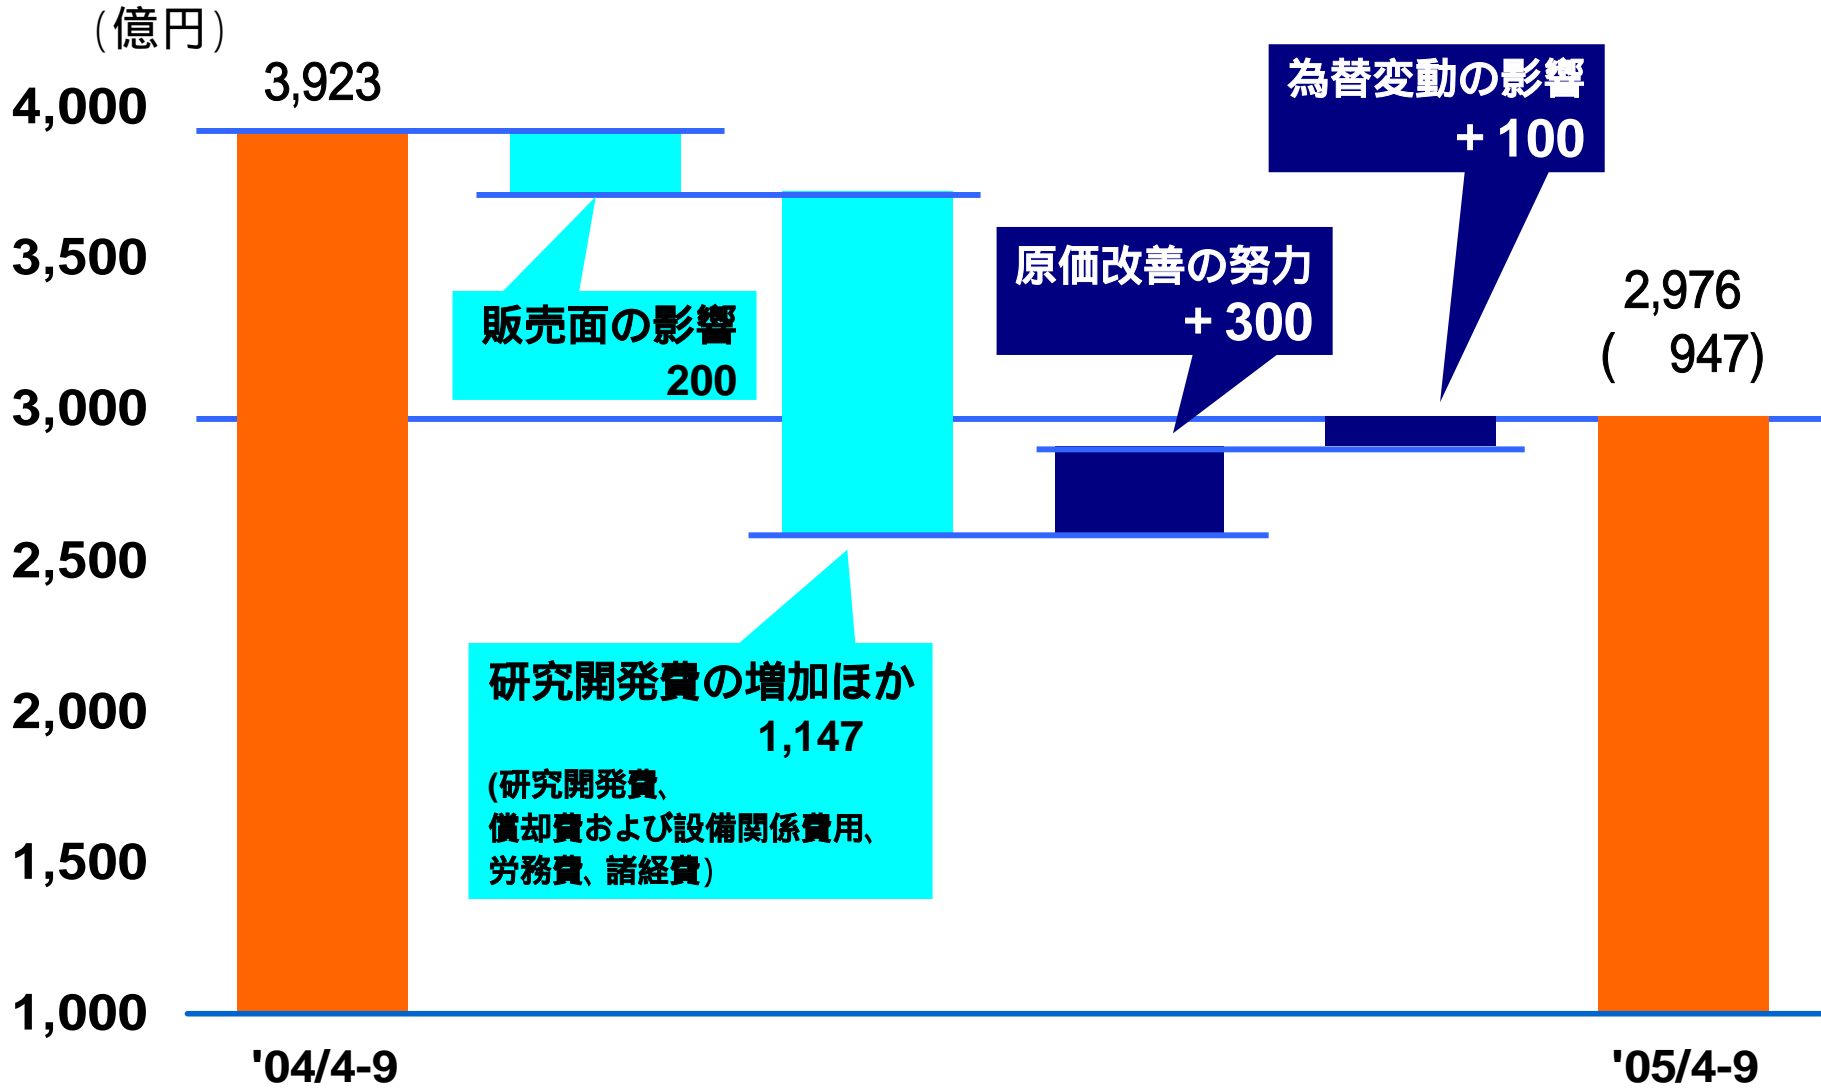 (億円)
4,000
3,500
3,000
2,500
2,000
1,500
1,000
3,923
販売面の影響
200
研究開発費の増加ほか
1,147
(研究開発費、
償却費および設備関係費用、
労務費、諸経費)
原価改善の努力
+ 300
為替変動の影響
+ 100
2,976
( 947)
'04/4-9
'05/4-9